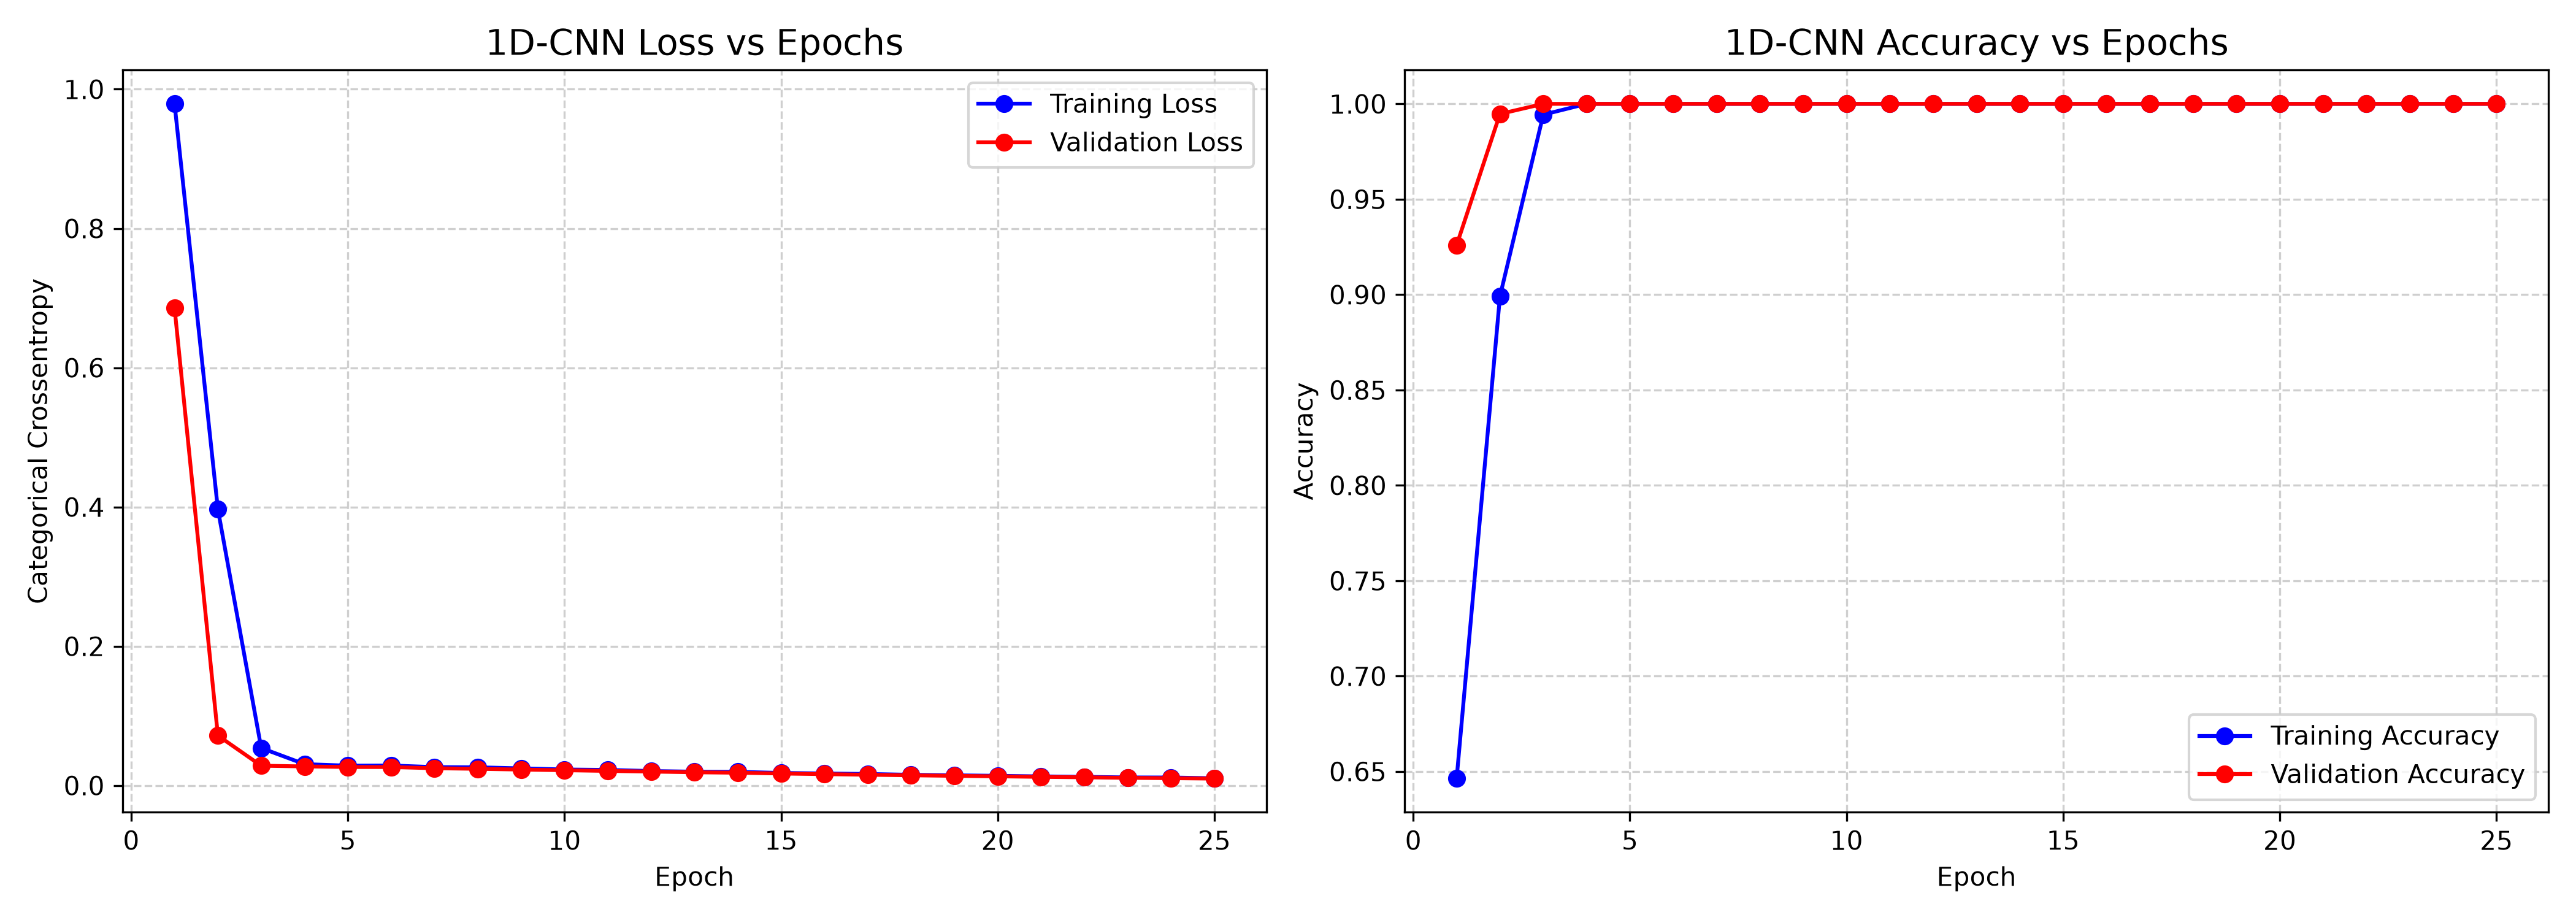 1D-CNN Loss vs Epochs
Training Loss
Validation Loss
Categorical Crossentropy
1.0
0.8
0.6
0.4
0.2
0.0
0 5 10 15 20 25
Epoch
1D-CNN Accuracy vs Epochs
Accuracy
1.00
0.95
0.90
0.85
0.80
0.75
0.70
0.65
Training Accuracy
Validation Accuracy
0 5 10 15 20 25
Epoch